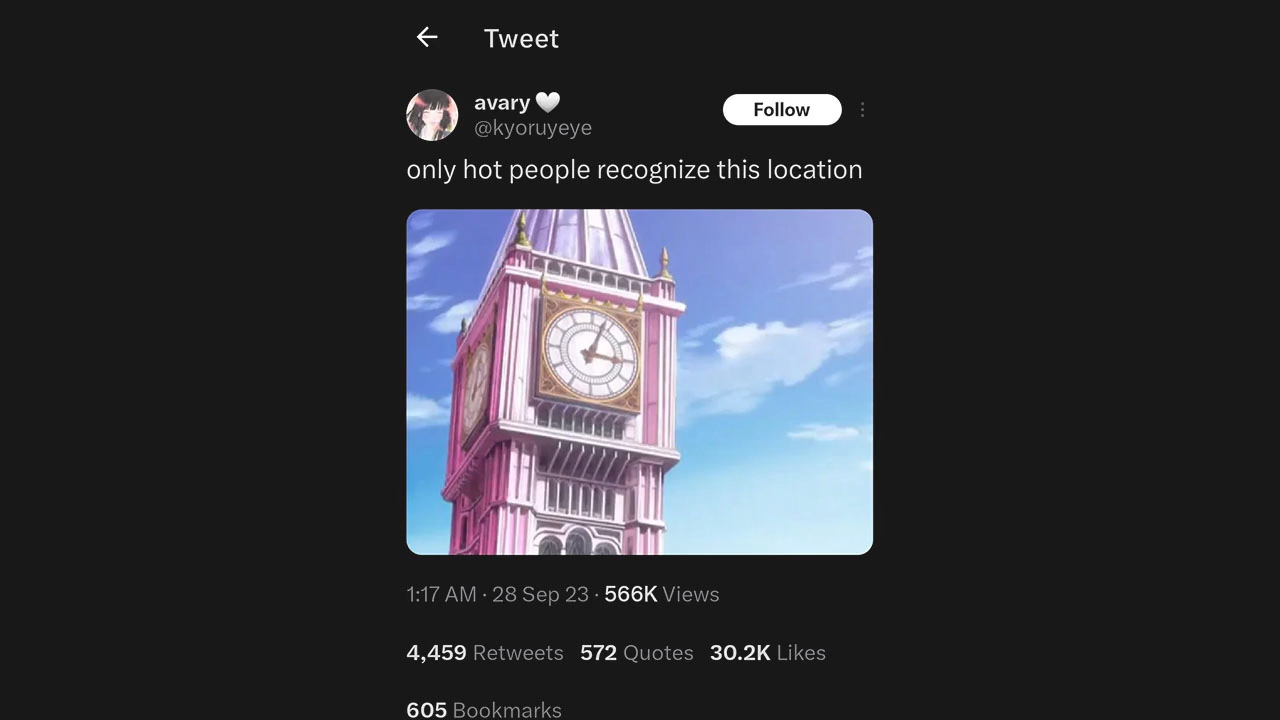 Tweet
avary 🤍
@kyoruyeye
Follow
only hot people recognize this location
1:17 AM · 28 Sep 23 · 566K Views
4,459 Retweets 572 Quotes 30.2K Likes
605 Bookmarks